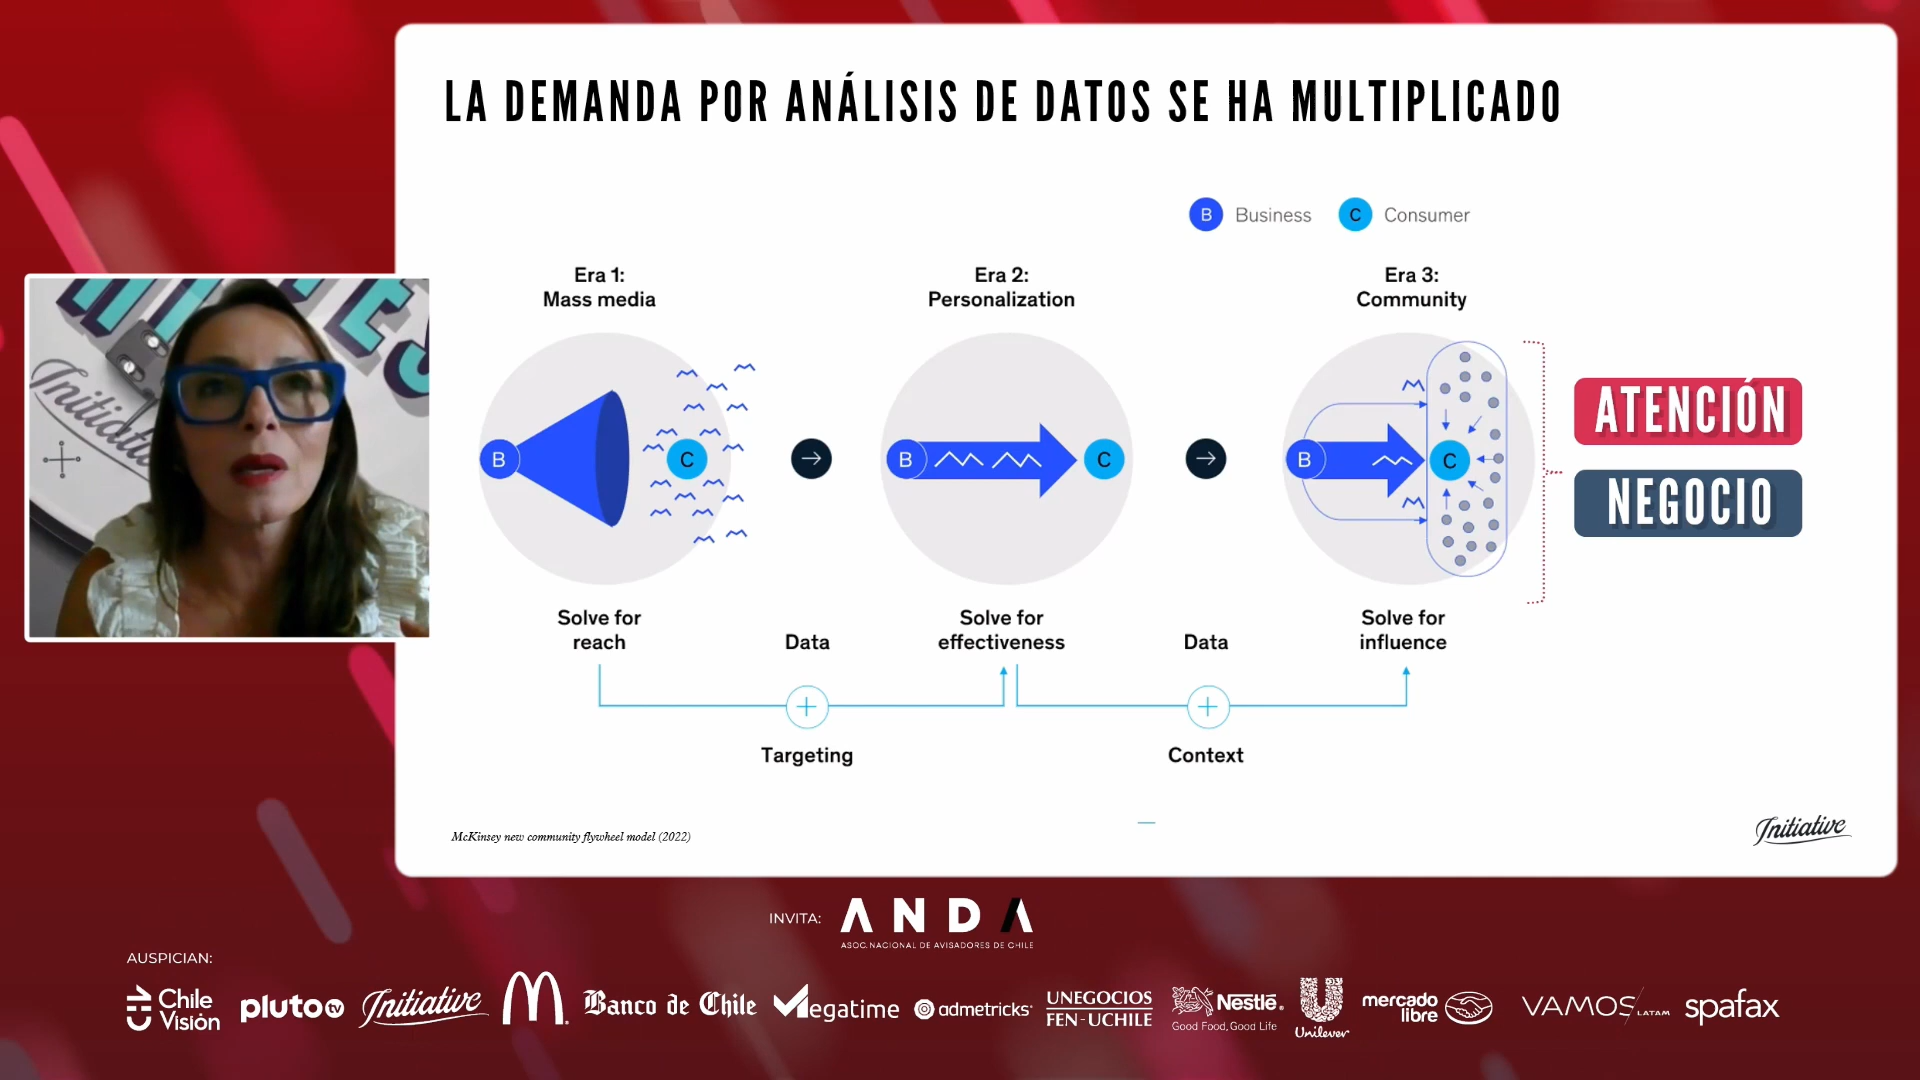 LA DEMANDA POR ANÁLISIS DE DATOS SE HA MULTIPLICADO
B Business C Consumer
Era 1:
Mass media
Era 2:
Personalization
Era 3:
Community
B C
B C
B C
ATENCIÓN
NEGOCIO
Initiative
Solve for
reach
Data
Solve for
effectiveness
Data
Solve for
influence
Targeting
Context
McKinsey new community flywheel model (2022)
Initiative
INVITA: ANDA
ASOC. NACIONAL DE AVISADORES DE CHILE
AUSPICIAN:
Chile
Visión
pluto tv
Initiative
Banco de Chile
Megatime
admetricks
UNEGOCIOS
FEN-UCHILE
Nestlé.
Good Food, Good Life
Unilever
mercado
libre
VAMOS/LATAM
spafax